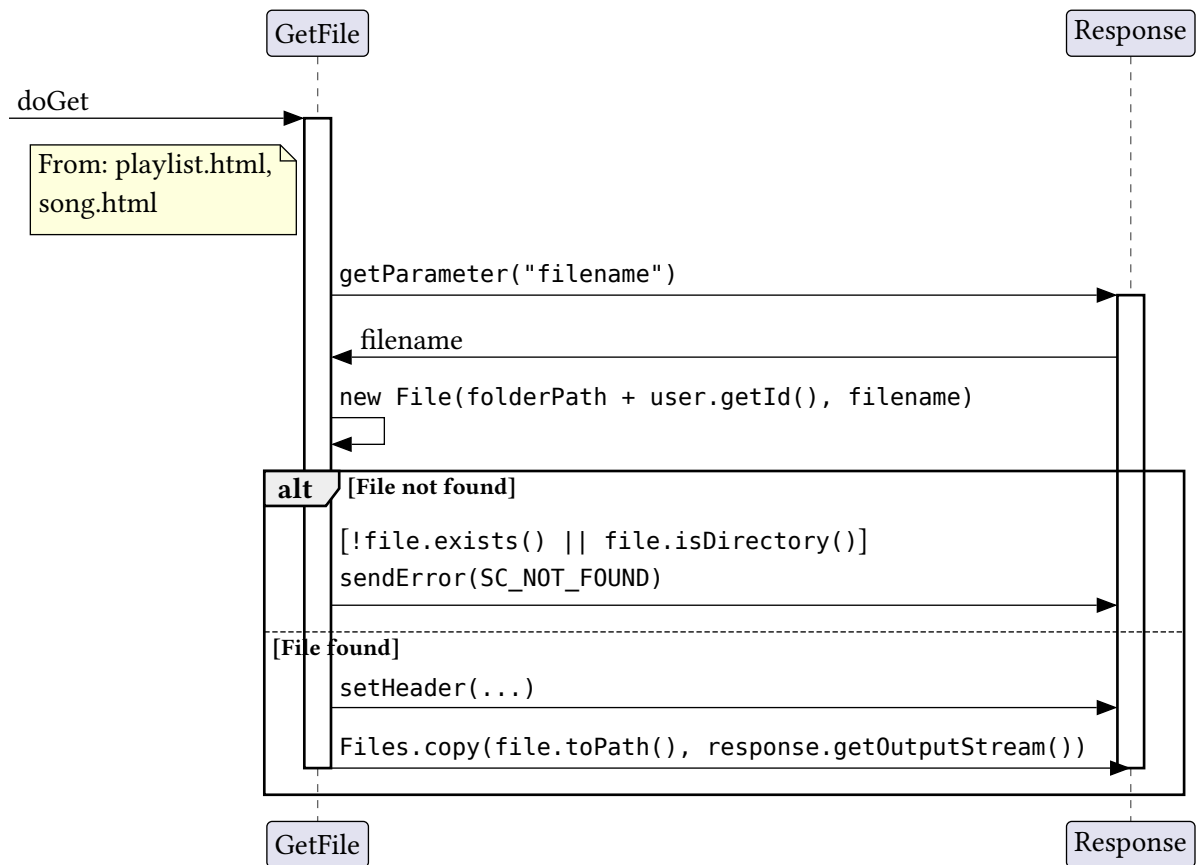 GetFile
Response
doGet
From: playlist.html,
song.html
getParameter("filename")
filename
new File(folderPath + user.getId(), filename)
alt [File not found]
[!file.exists() || file.isDirectory()]
sendError(SC_NOT_FOUND)
[File found]
setHeader(...)
Files.copy(file.toPath(), response.getOutputStream())
GetFile
Response